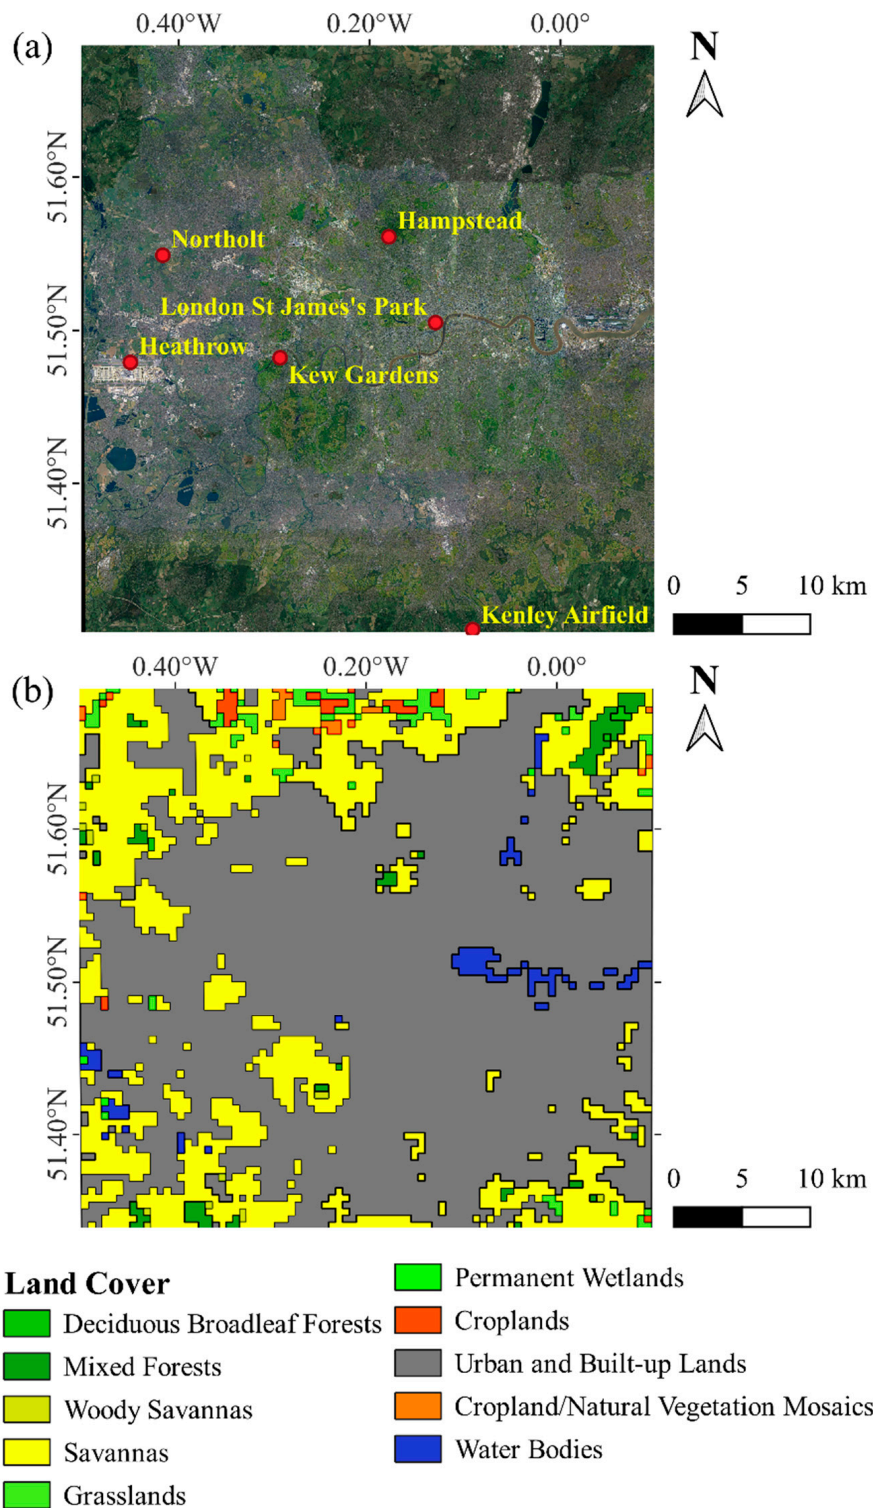 (a)
0.40°W 0.20°W 0.00°
N
51.60°N
51.50°N
51.40°N
Hampstead
Northolt
London St James's Park
Heathrow
Kew Gardens
Kenley Airfield
0 5 10 km
(b)
0.40°W 0.20°W 0.00°
N
51.60°N
51.50°N
51.40°N
0 5 10 km
Land Cover
Deciduous Broadleaf Forests
Mixed Forests
Woody Savannas
Savannas
Grasslands
Permanent Wetlands
Croplands
Urban and Built-up Lands
Cropland/Natural Vegetation Mosaics
Water Bodies